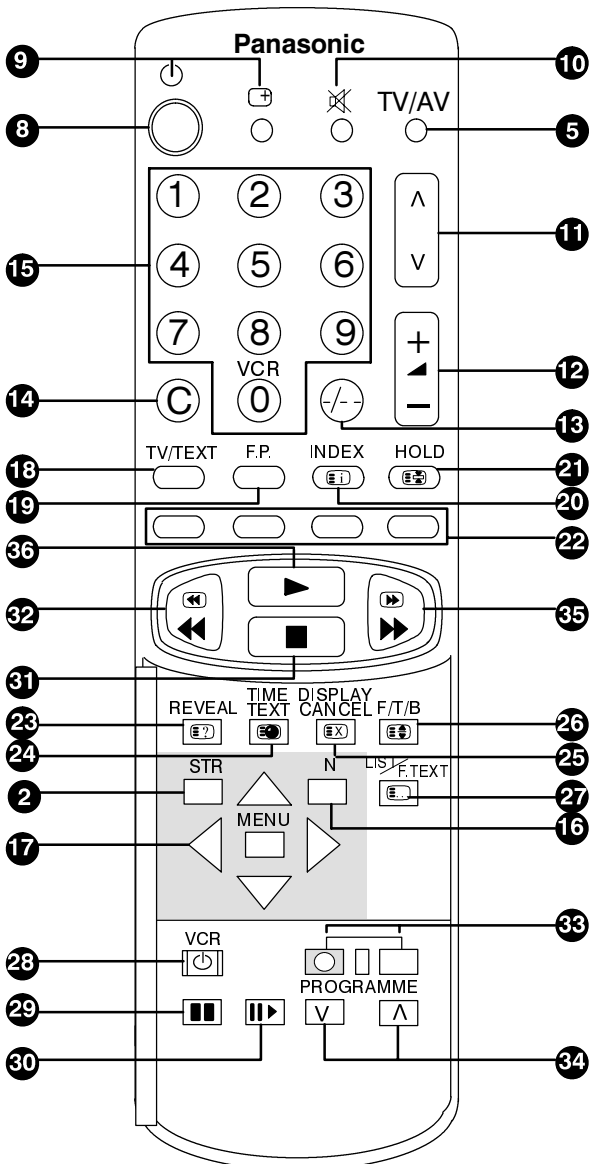 Panasonic
9
10
TV/AV
8
5
1 2 3
11
15
4 5 6
7 8 9
VCR
12
14
C 0 -/--
13
TV/TEXT F.P. INDEX HOLD
18
21
19
20
22
36
32
35
31
REVEAL TIME TEXT DISPLAY CANCEL F/T/B
23
26
24
25
STR N LIST/F.TEXT
2
27
16
MENU
17
33
VCR
28
PROGRAMME
29
V Λ
30
34